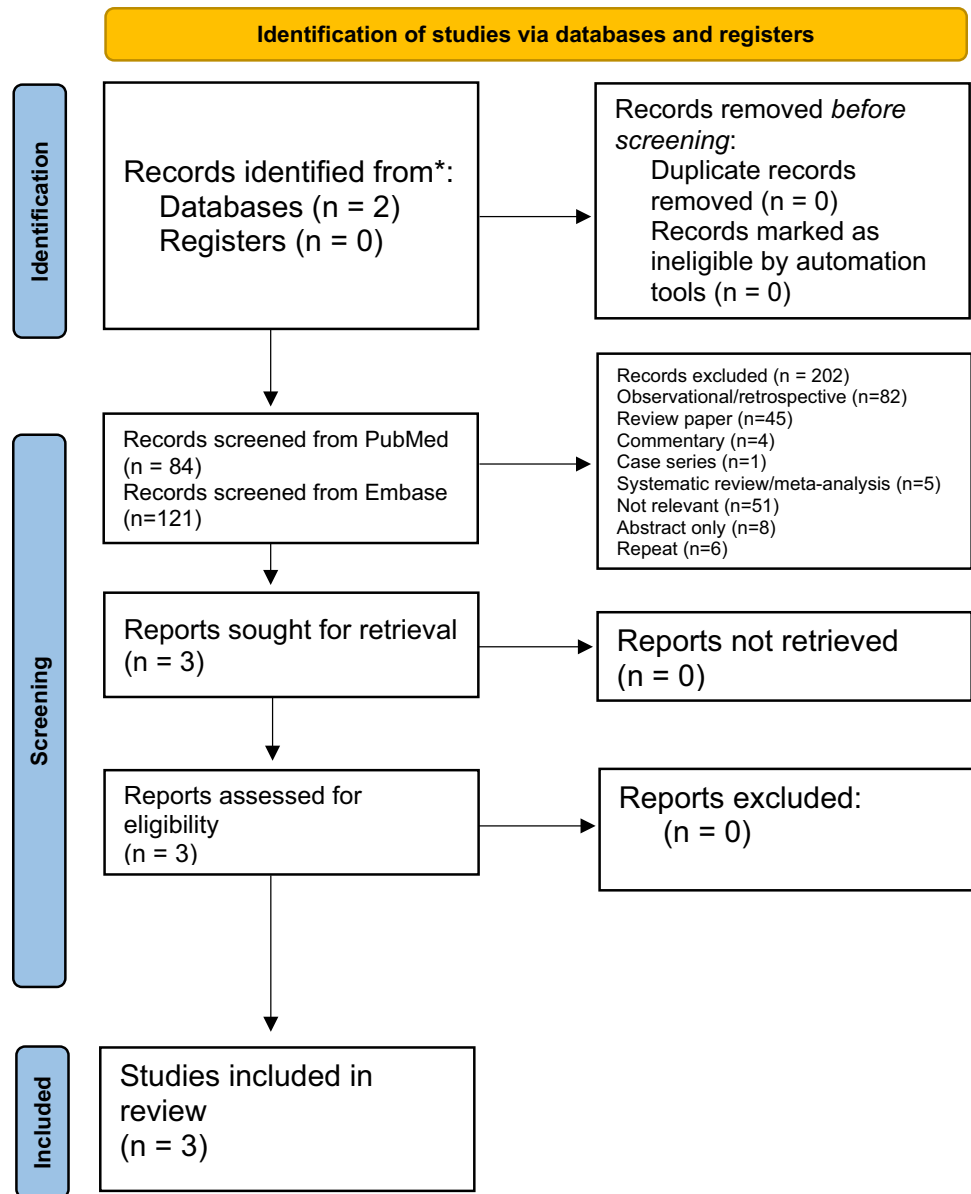 Identification of studies via databases and registers
Identification
Records identified from*:
Databases (n = 2)
Registers (n = 0)
Records removed before
screening:
Duplicate records
removed (n = 0)
Records marked as
ineligible by automation
tools (n = 0)
Screening
Records screened from PubMed
(n = 84)
Records screened from Embase
(n=121)
Records excluded (n = 202)
Observational/retrospective (n=82)
Review paper (n=45)
Commentary (n=4)
Case series (n=1)
Systematic review/meta-analysis (n=5)
Not relevant (n=51)
Abstract only (n=8)
Repeat (n=6)
Reports sought for retrieval
(n = 3)
Reports not retrieved
(n = 0)
Reports assessed for
eligibility
(n = 3)
Reports excluded:
(n = 0)
Included
Studies included in
review
(n = 3)